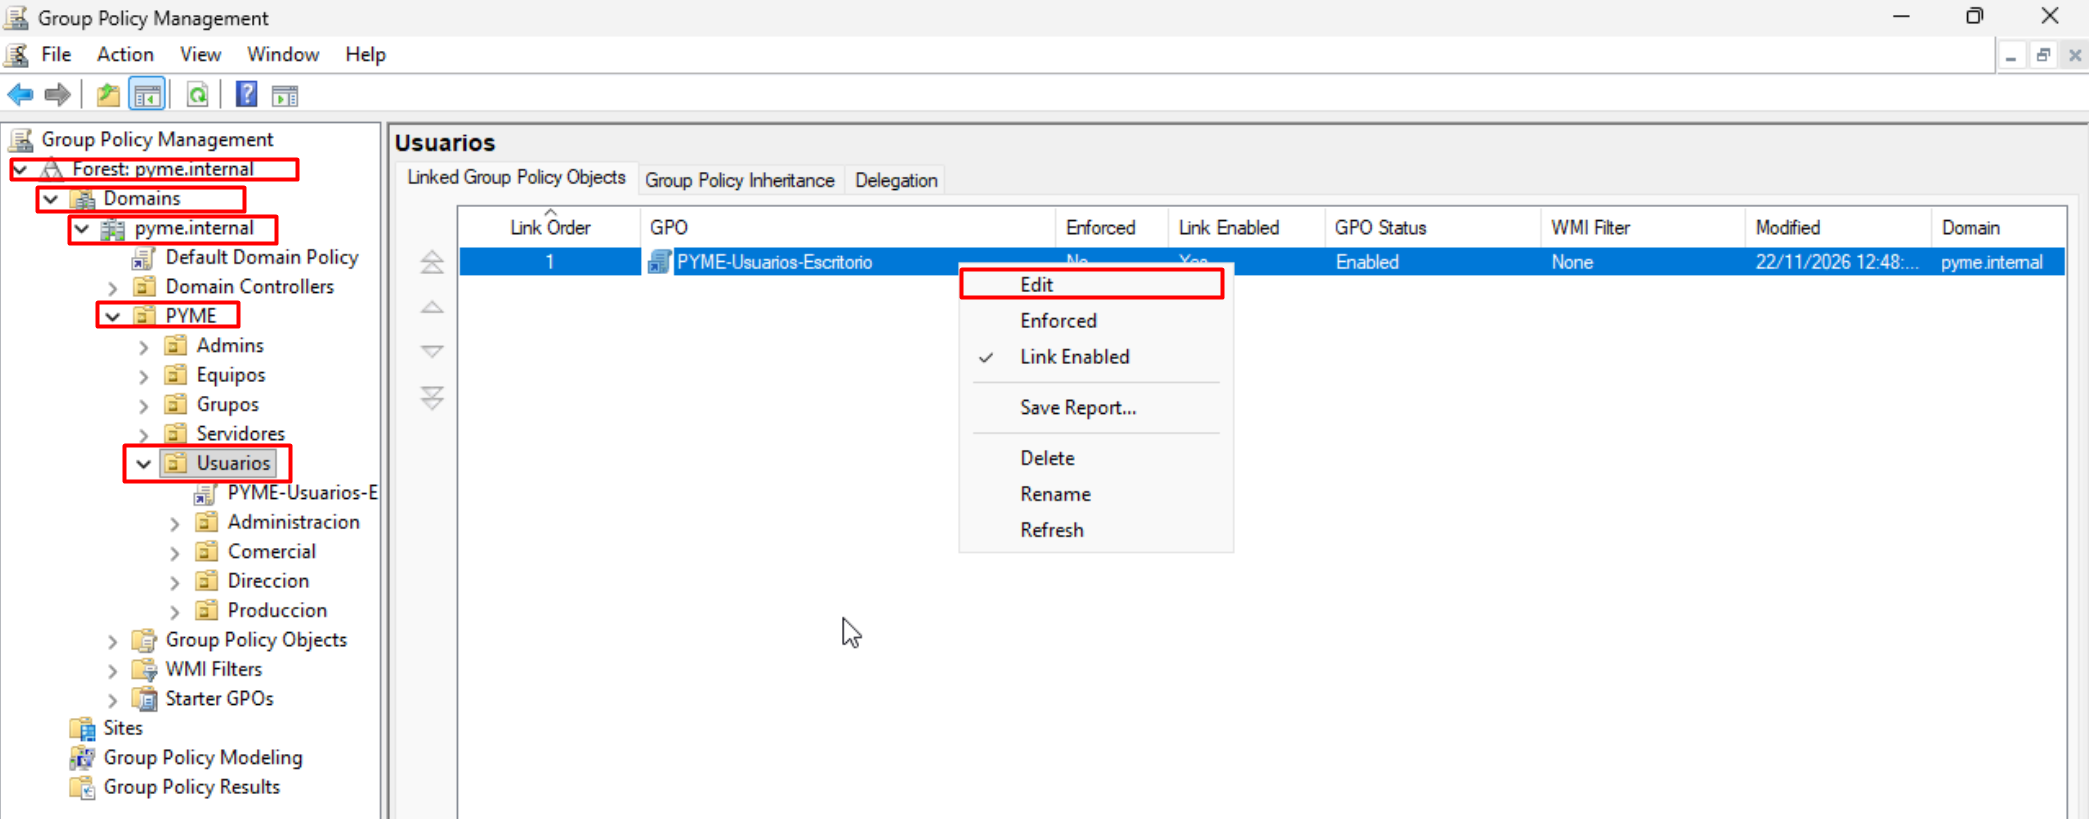 Group Policy Management
File Action View Window Help
Group Policy Management
Forest: pyme.internal
Domains
pyme.internal
Default Domain Policy
Domain Controllers
PYME
Admins
Equipos
Grupos
Servidores
Usuarios
PYME-Usuarios-E
Administracion
Comercial
Direccion
Produccion
Group Policy Objects
WMI Filters
Starter GPOs
Sites
Group Policy Modeling
Group Policy Results
Usuarios
Linked Group Policy Objects Group Policy Inheritance Delegation
Link Order GPO Enforced Link Enabled GPO Status WMI Filter Modified Domain
1 PYME-Usuarios-Escritorio No Yes Enabled None 22/11/2026 12:48:... pyme.internal
Edit
Enforced
Link Enabled
Save Report...
Delete
Rename
Refresh